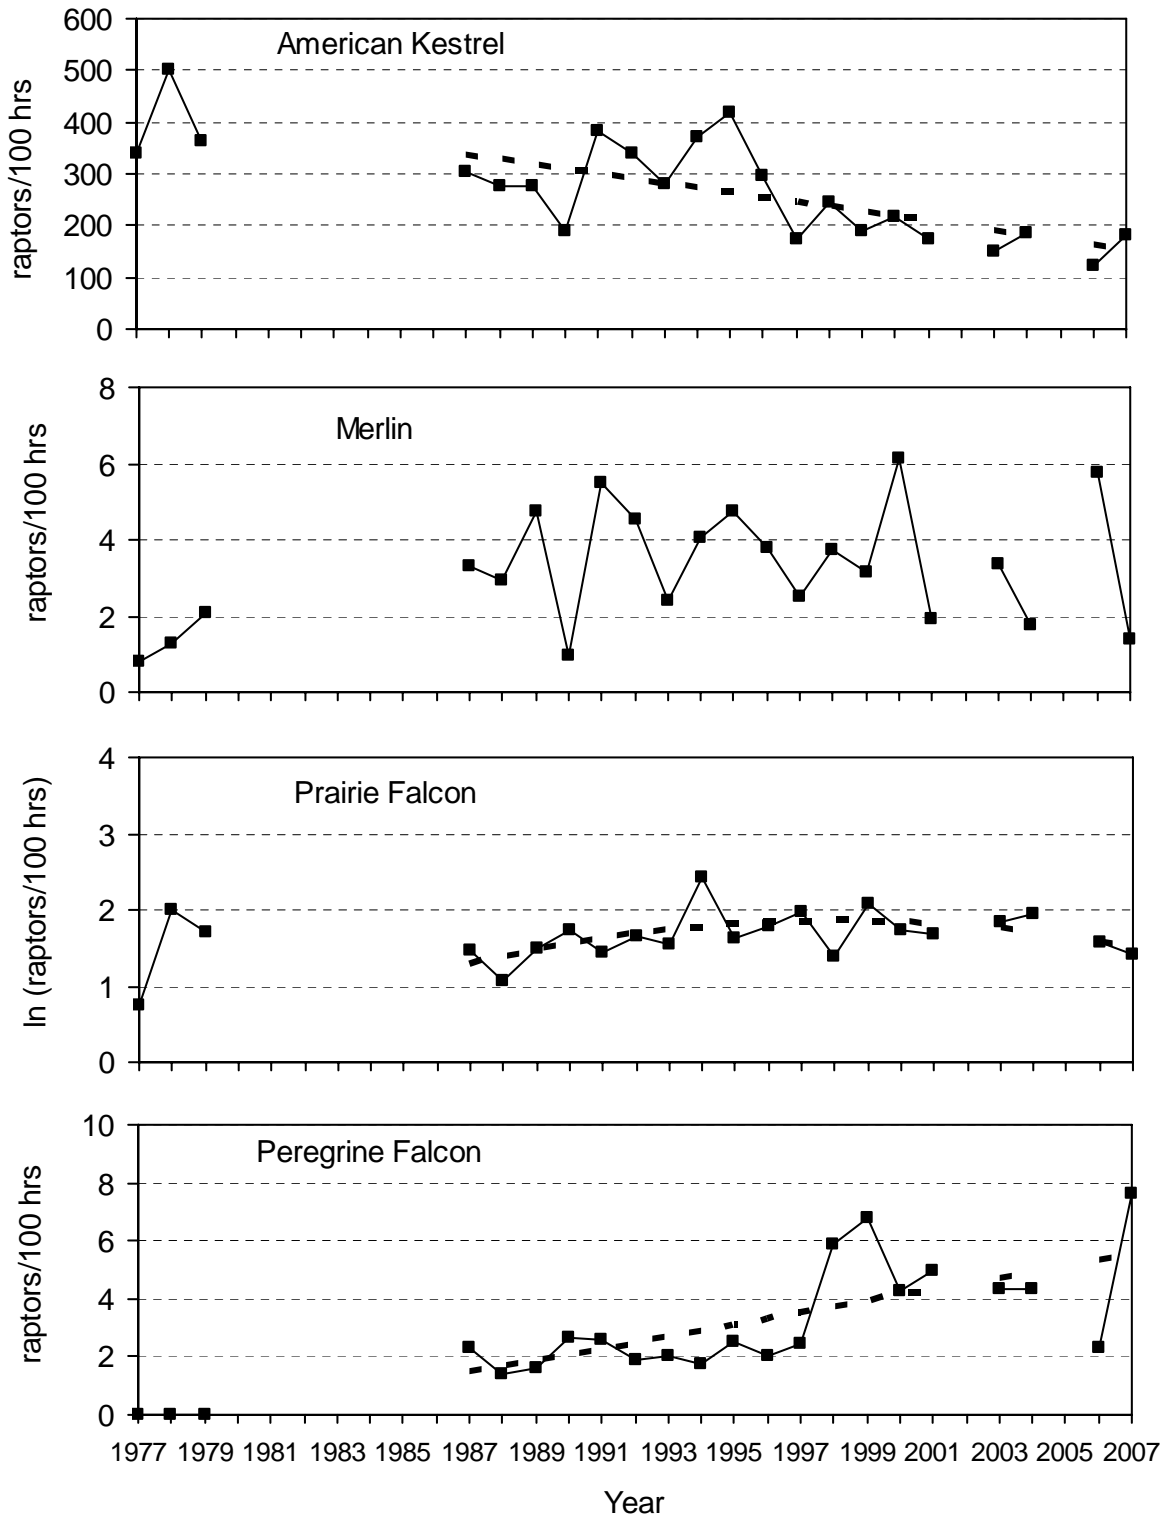 American Kestrel
raptors/100 hrs
600
500
400
300
200
100
0
Merlin
raptors/100 hrs
8
6
4
2
0
Prairie Falcon
ln (raptors/100 hrs)
4
3
2
1
0
Peregrine Falcon
raptors/100 hrs
10
8
6
4
2
0
1977 1979 1981 1983 1985 1987 1989 1991 1993 1995 1997 1999 2001 2003 2005 2007
Year